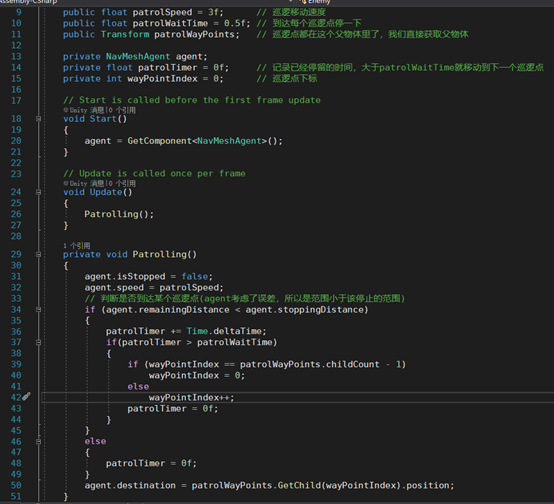 Assembly-CSharp
Enemy
9 public float patrolSpeed = 3f; // 巡逻移动速度
10 public float patrolWaitTime = 0.5f; // 到达每个巡逻点停一下
11 public Transform patrolWayPoints; // 巡逻点都在这个父物体里了，我们直接获取父物体
12
13 private NavMeshAgent agent;
14 private float patrolTimer = 0f; // 记录已经停留的时间，大于patrolWaitTime就移动到下一个巡逻点
15 private int wayPointIndex = 0; // 巡逻点下标
16
17 // Start is called before the first frame update
Unity 消息|0 个引用
18 void Start()
19 {
20 agent = GetComponent<NavMeshAgent>();
21 }
22
23 // Update is called once per frame
Unity 消息|0 个引用
24 void Update()
25 {
26 Patrolling();
27 }
28
1 个引用
29 private void Patrolling()
30 {
31 agent.isStopped = false;
32 agent.speed = patrolSpeed;
33 // 判断是否到达某个巡逻点(agent考虑了误差，所以是范围小于该停止的范围)
34 if (agent.remainingDistance < agent.stoppingDistance)
35 {
36 patrolTimer += Time.deltaTime;
37 if(patrolTimer > patrolWaitTime)
38 {
39 if (wayPointIndex == patrolWayPoints.childCount - 1)
40 wayPointIndex = 0;
41 else
42 wayPointIndex++;
43 patrolTimer = 0f;
44 }
45 }
46 else
47 {
48 patrolTimer = 0f;
49 }
50 agent.destination = patrolWayPoints.GetChild(wayPointIndex).position;
51 }